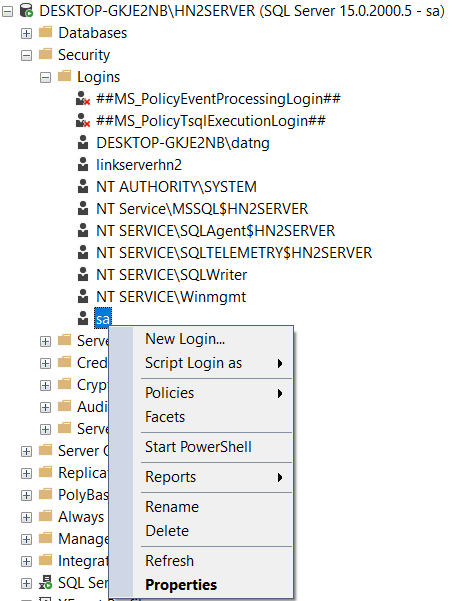 DESKTOP-GKJE2NB\HN2SERVER (SQL Server 15.0.2000.5 - sa)
Databases
Security
Logins
##MS_PolicyEventProcessingLogin##
##MS_PolicyTsqlExecutionLogin##
DESKTOP-GKJE2NB\datng
linkserverhn2
NT AUTHORITY\SYSTEM
NT Service\MSSQL$HN2SERVER
NT SERVICE\SQLAgent$HN2SERVER
NT SERVICE\SQLTELEMETRY$HN2SERVER
NT SERVICE\SQLWriter
NT SERVICE\Winmgmt
sa
New Login...
Script Login as
Policies
Facets
Start PowerShell
Reports
Rename
Delete
Refresh
Properties
Serve
Cred
Crypt
Audi
Serve
Server O
Replicat
PolyBas
Always
Manage
Integrat
SQL Ser